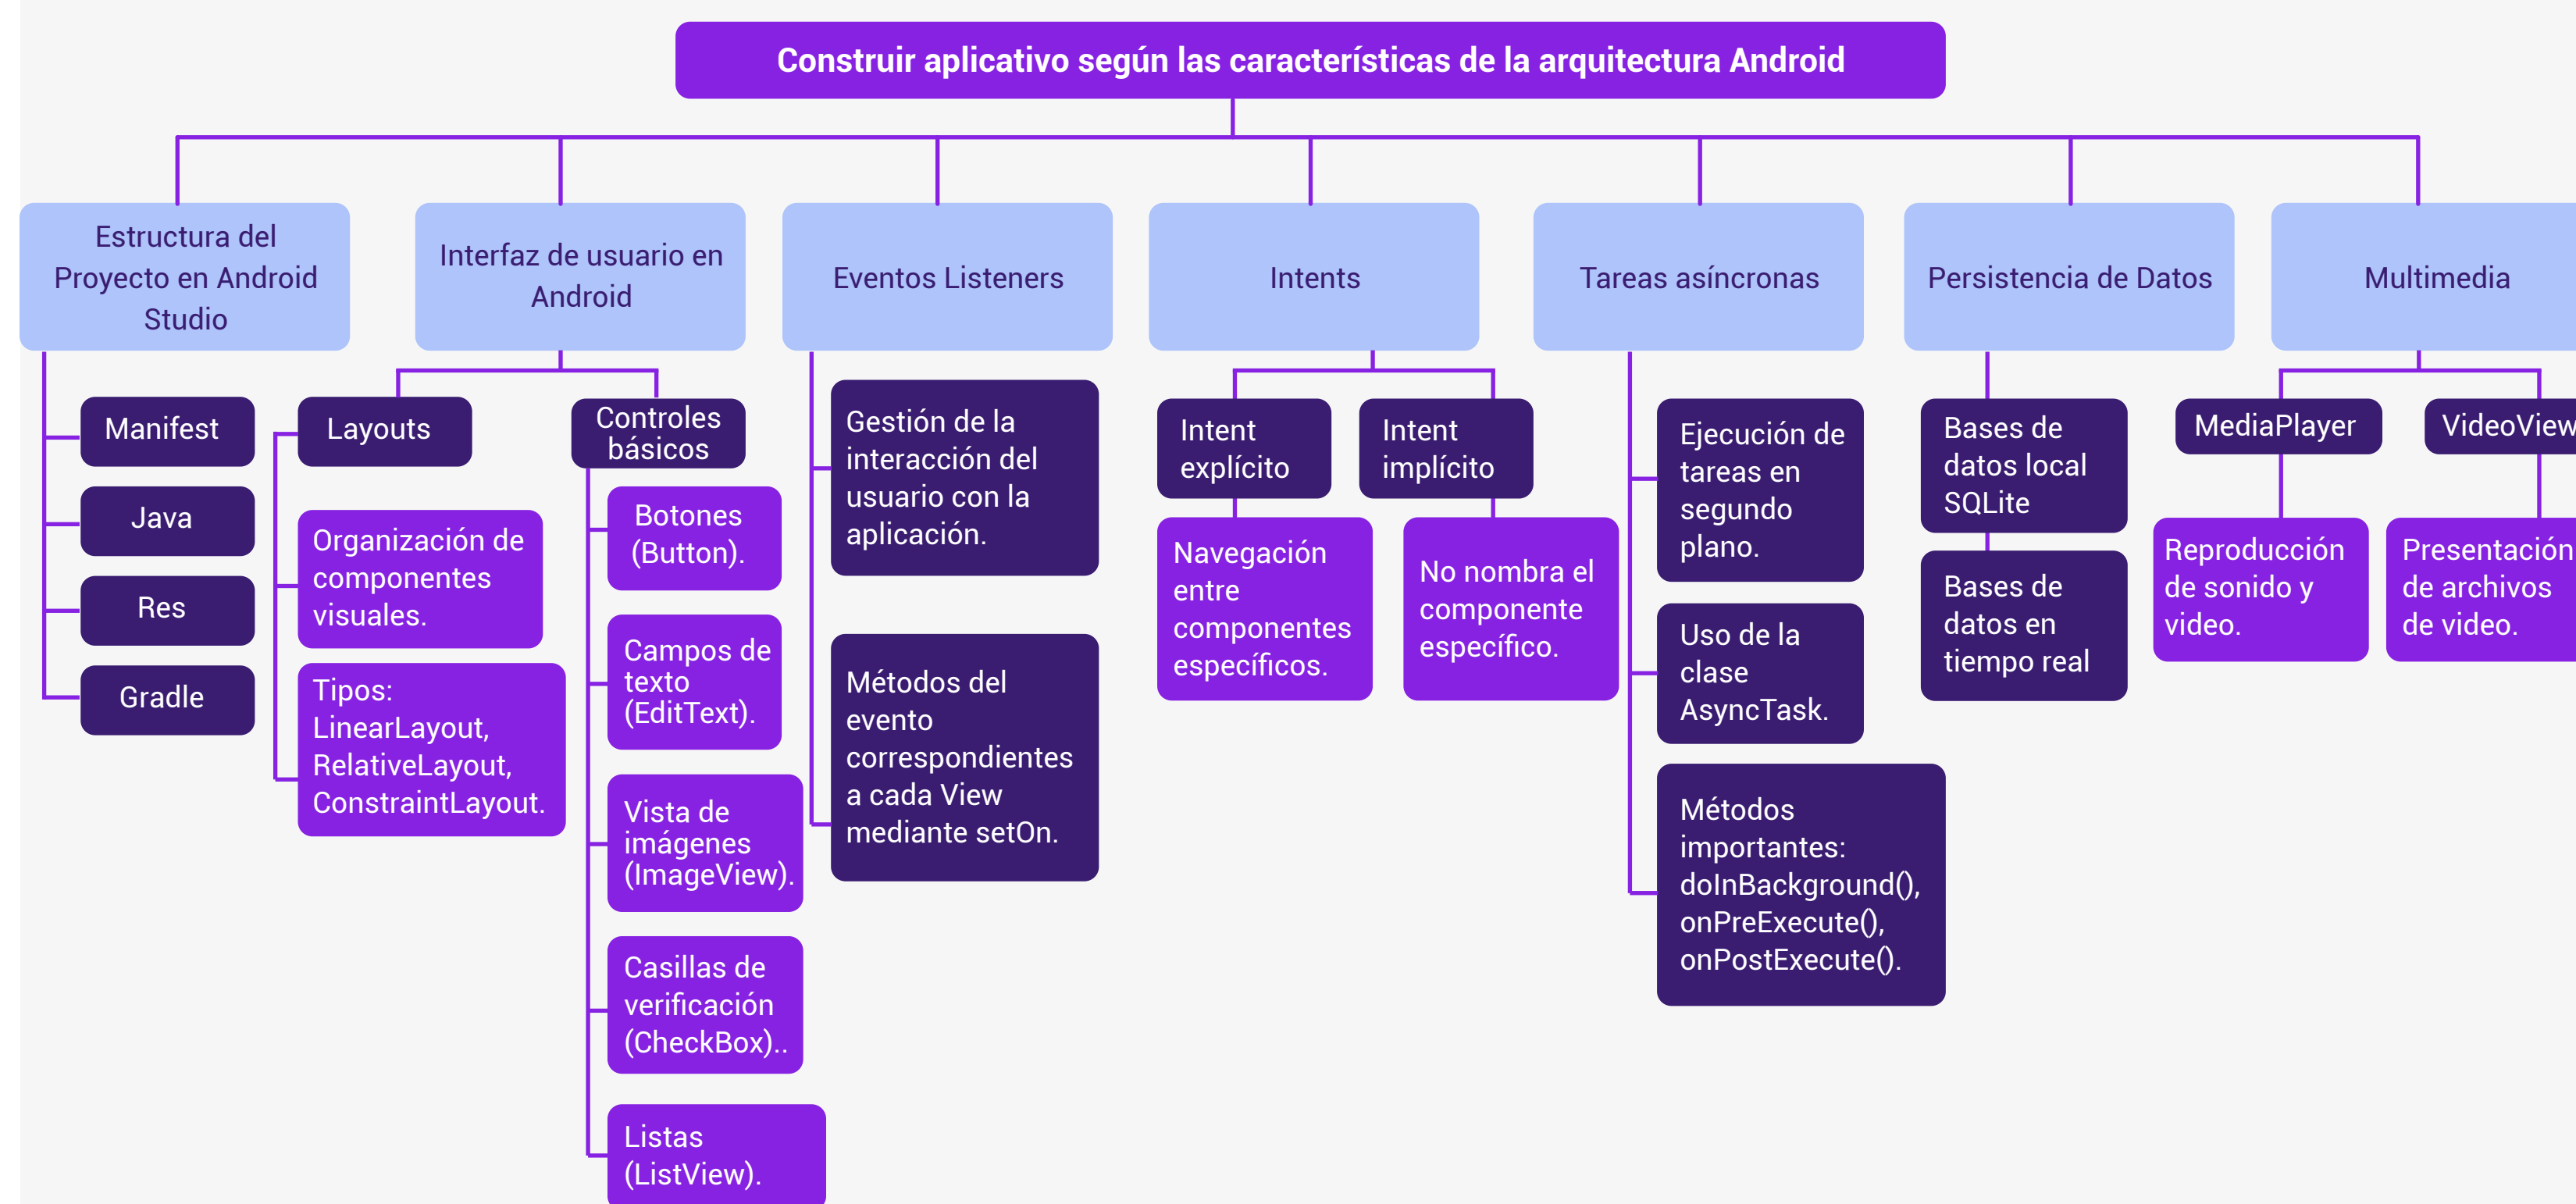 Construir aplicativo según las características de la arquitectura Android
Estructura del
Proyecto en Android
Studio
Manifest
Java
Res
Gradle
Interfaz de usuario en
Android
Layouts
Organización de
componentes
visuales.
Tipos:
LinearLayout,
RelativeLayout,
ConstraintLayout.
Controles
básicos
Botones
(Button).
Campos de
texto
(EditText).
Vista de
imágenes
(ImageView).
Casillas de
verificación
(CheckBox)..
Listas
(ListView).
Eventos Listeners
Gestión de la
interacción del
usuario con la
aplicación.
Métodos del
evento
correspondientes
a cada View
mediante setOn.
Intents
Intent
explícito
Navegación
entre
componentes
específicos.
Intent
implícito
No nombra el
componente
específico.
Tareas asíncronas
Ejecución de
tareas en
segundo
plano.
Uso de la
clase
AsyncTask.
Métodos
importantes:
doInBackground(),
onPreExecute(),
onPostExecute().
Persistencia de Datos
Bases de
datos local
SQLite
Bases de
datos en
tiempo real
Multimedia
MediaPlayer
Reproducción
de sonido y
video.
VideoView
Presentación
de archivos
de video.